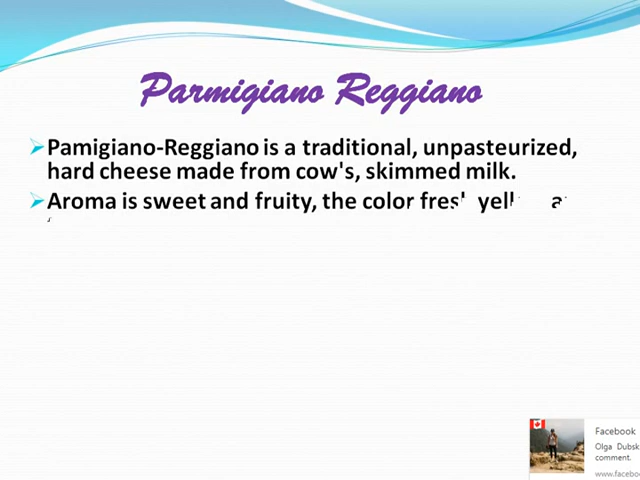 Parmigiano Reggiano
Pamigiano-Reggiano is a traditional, unpasteurized,
hard cheese made from cow's, skimmed milk.
Aroma is sweet and fruity, the color
Facebook
Olga Dubsk
comment.
www.facebo